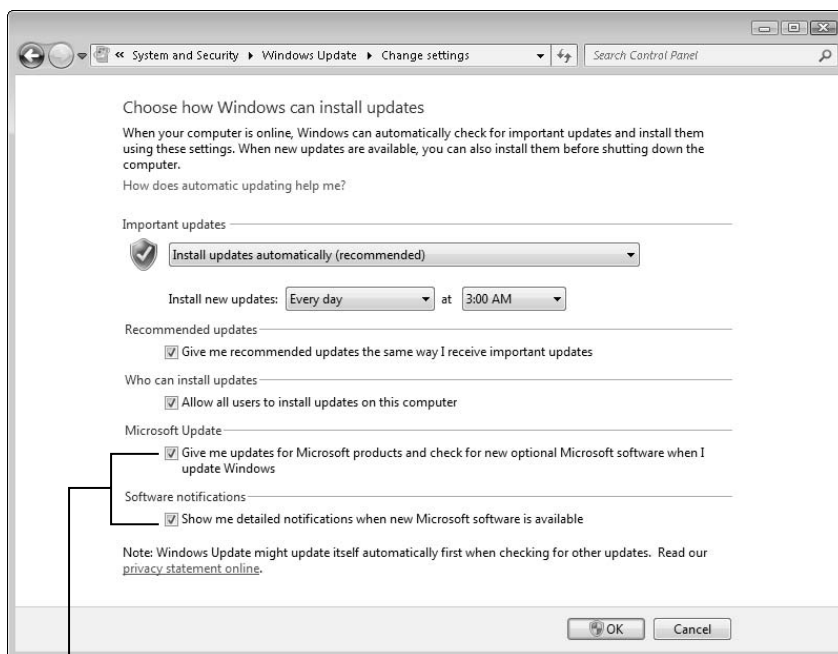 « System and Security ▸ Windows Update ▸ Change settings
Search Control Panel
Choose how Windows can install updates
When your computer is online, Windows can automatically check for important updates and install them
using these settings. When new updates are available, you can also install them before shutting down the
computer.
How does automatic updating help me?
Important updates
Install updates automatically (recommended)
Install new updates: Every day at 3:00 AM
Recommended updates
Give me recommended updates the same way I receive important updates
Who can install updates
Allow all users to install updates on this computer
Microsoft Update
Give me updates for Microsoft products and check for new optional Microsoft software when I
update Windows
Software notifications
Show me detailed notifications when new Microsoft software is available
Note: Windows Update might update itself automatically first when checking for other updates. Read our
privacy statement online.
OK Cancel